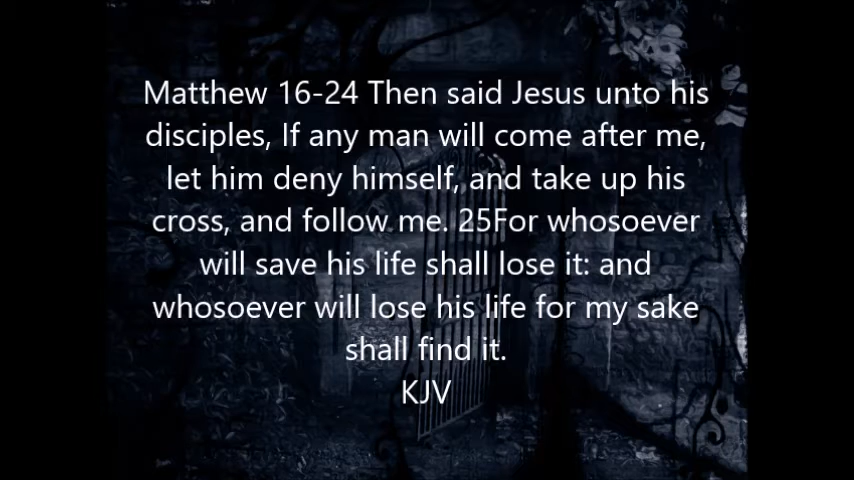 Matthew 16-24 Then said Jesus unto his
disciples, If any man will come after me,
let him deny himself, and take up his
cross, and follow me. 25For whosoever
will save his life shall lose it: and
whosoever will lose his life for my sake
shall find it.
KJV